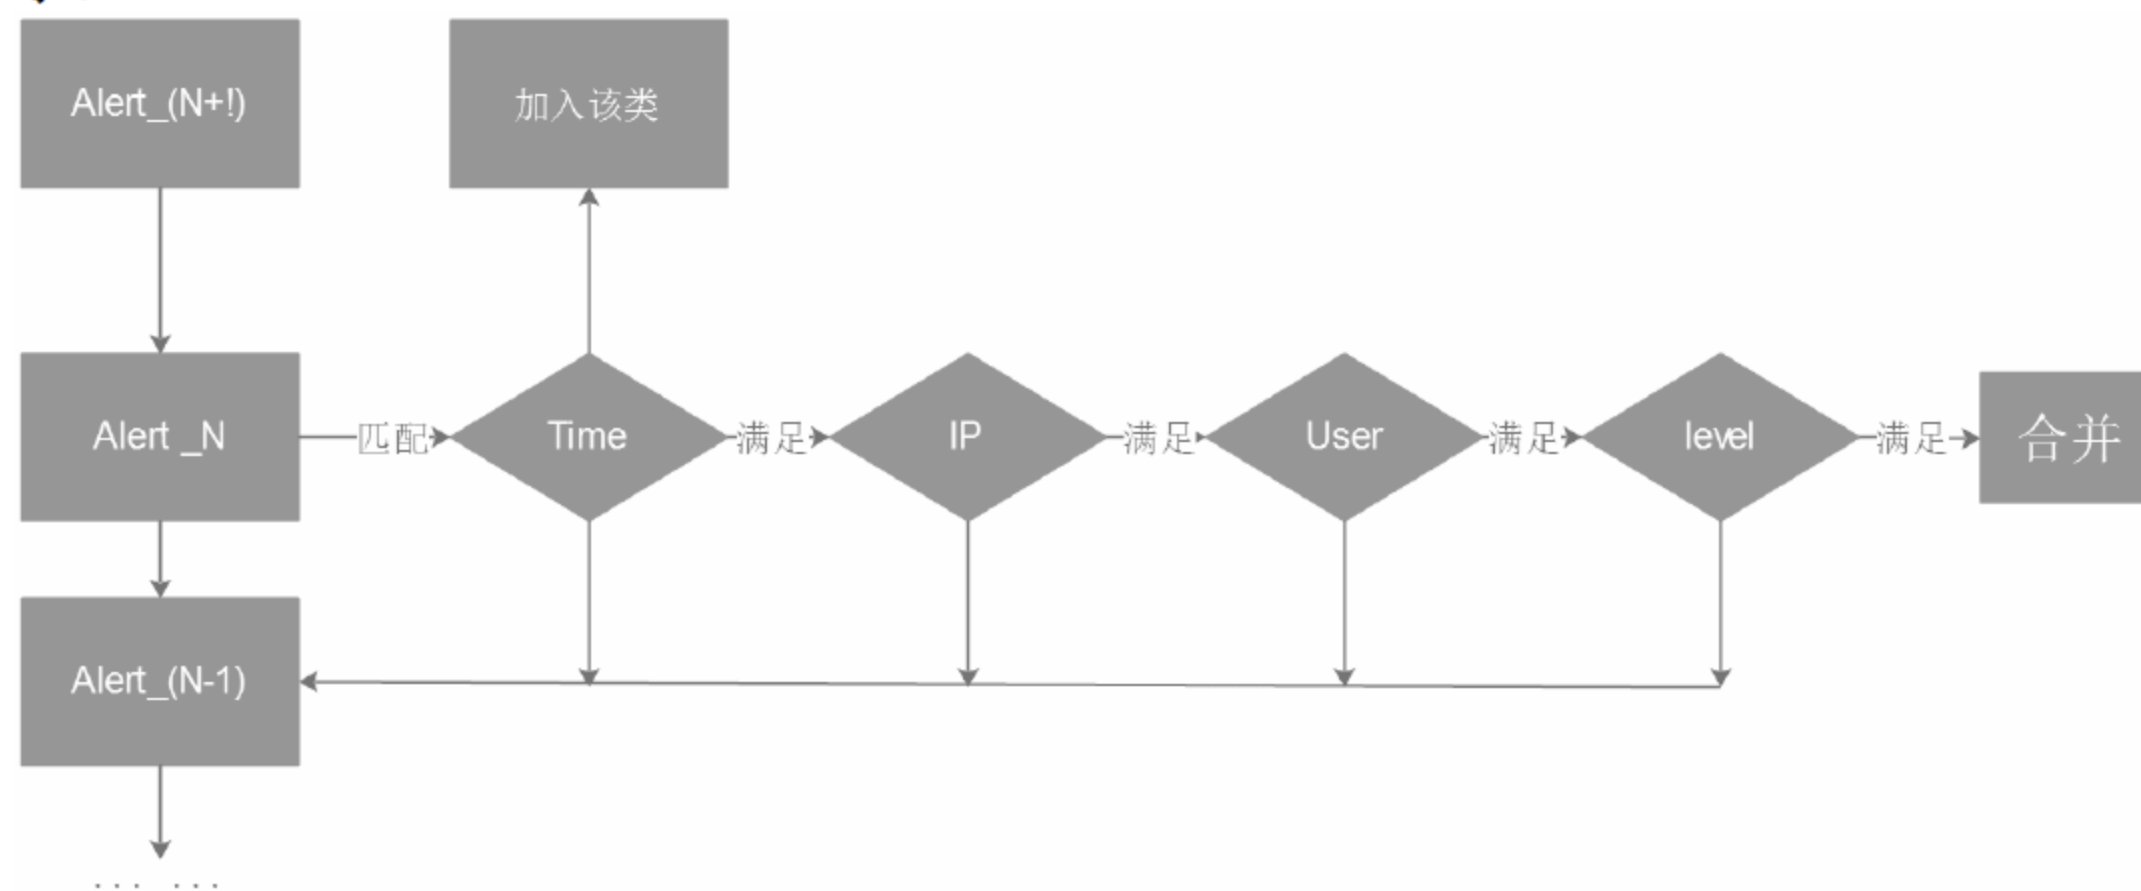 Alert_(N+!)
加入该类
Alert _N
匹配
Time
满足
IP
满足
User
满足
level
满足
合并
Alert_(N-1)
... ...